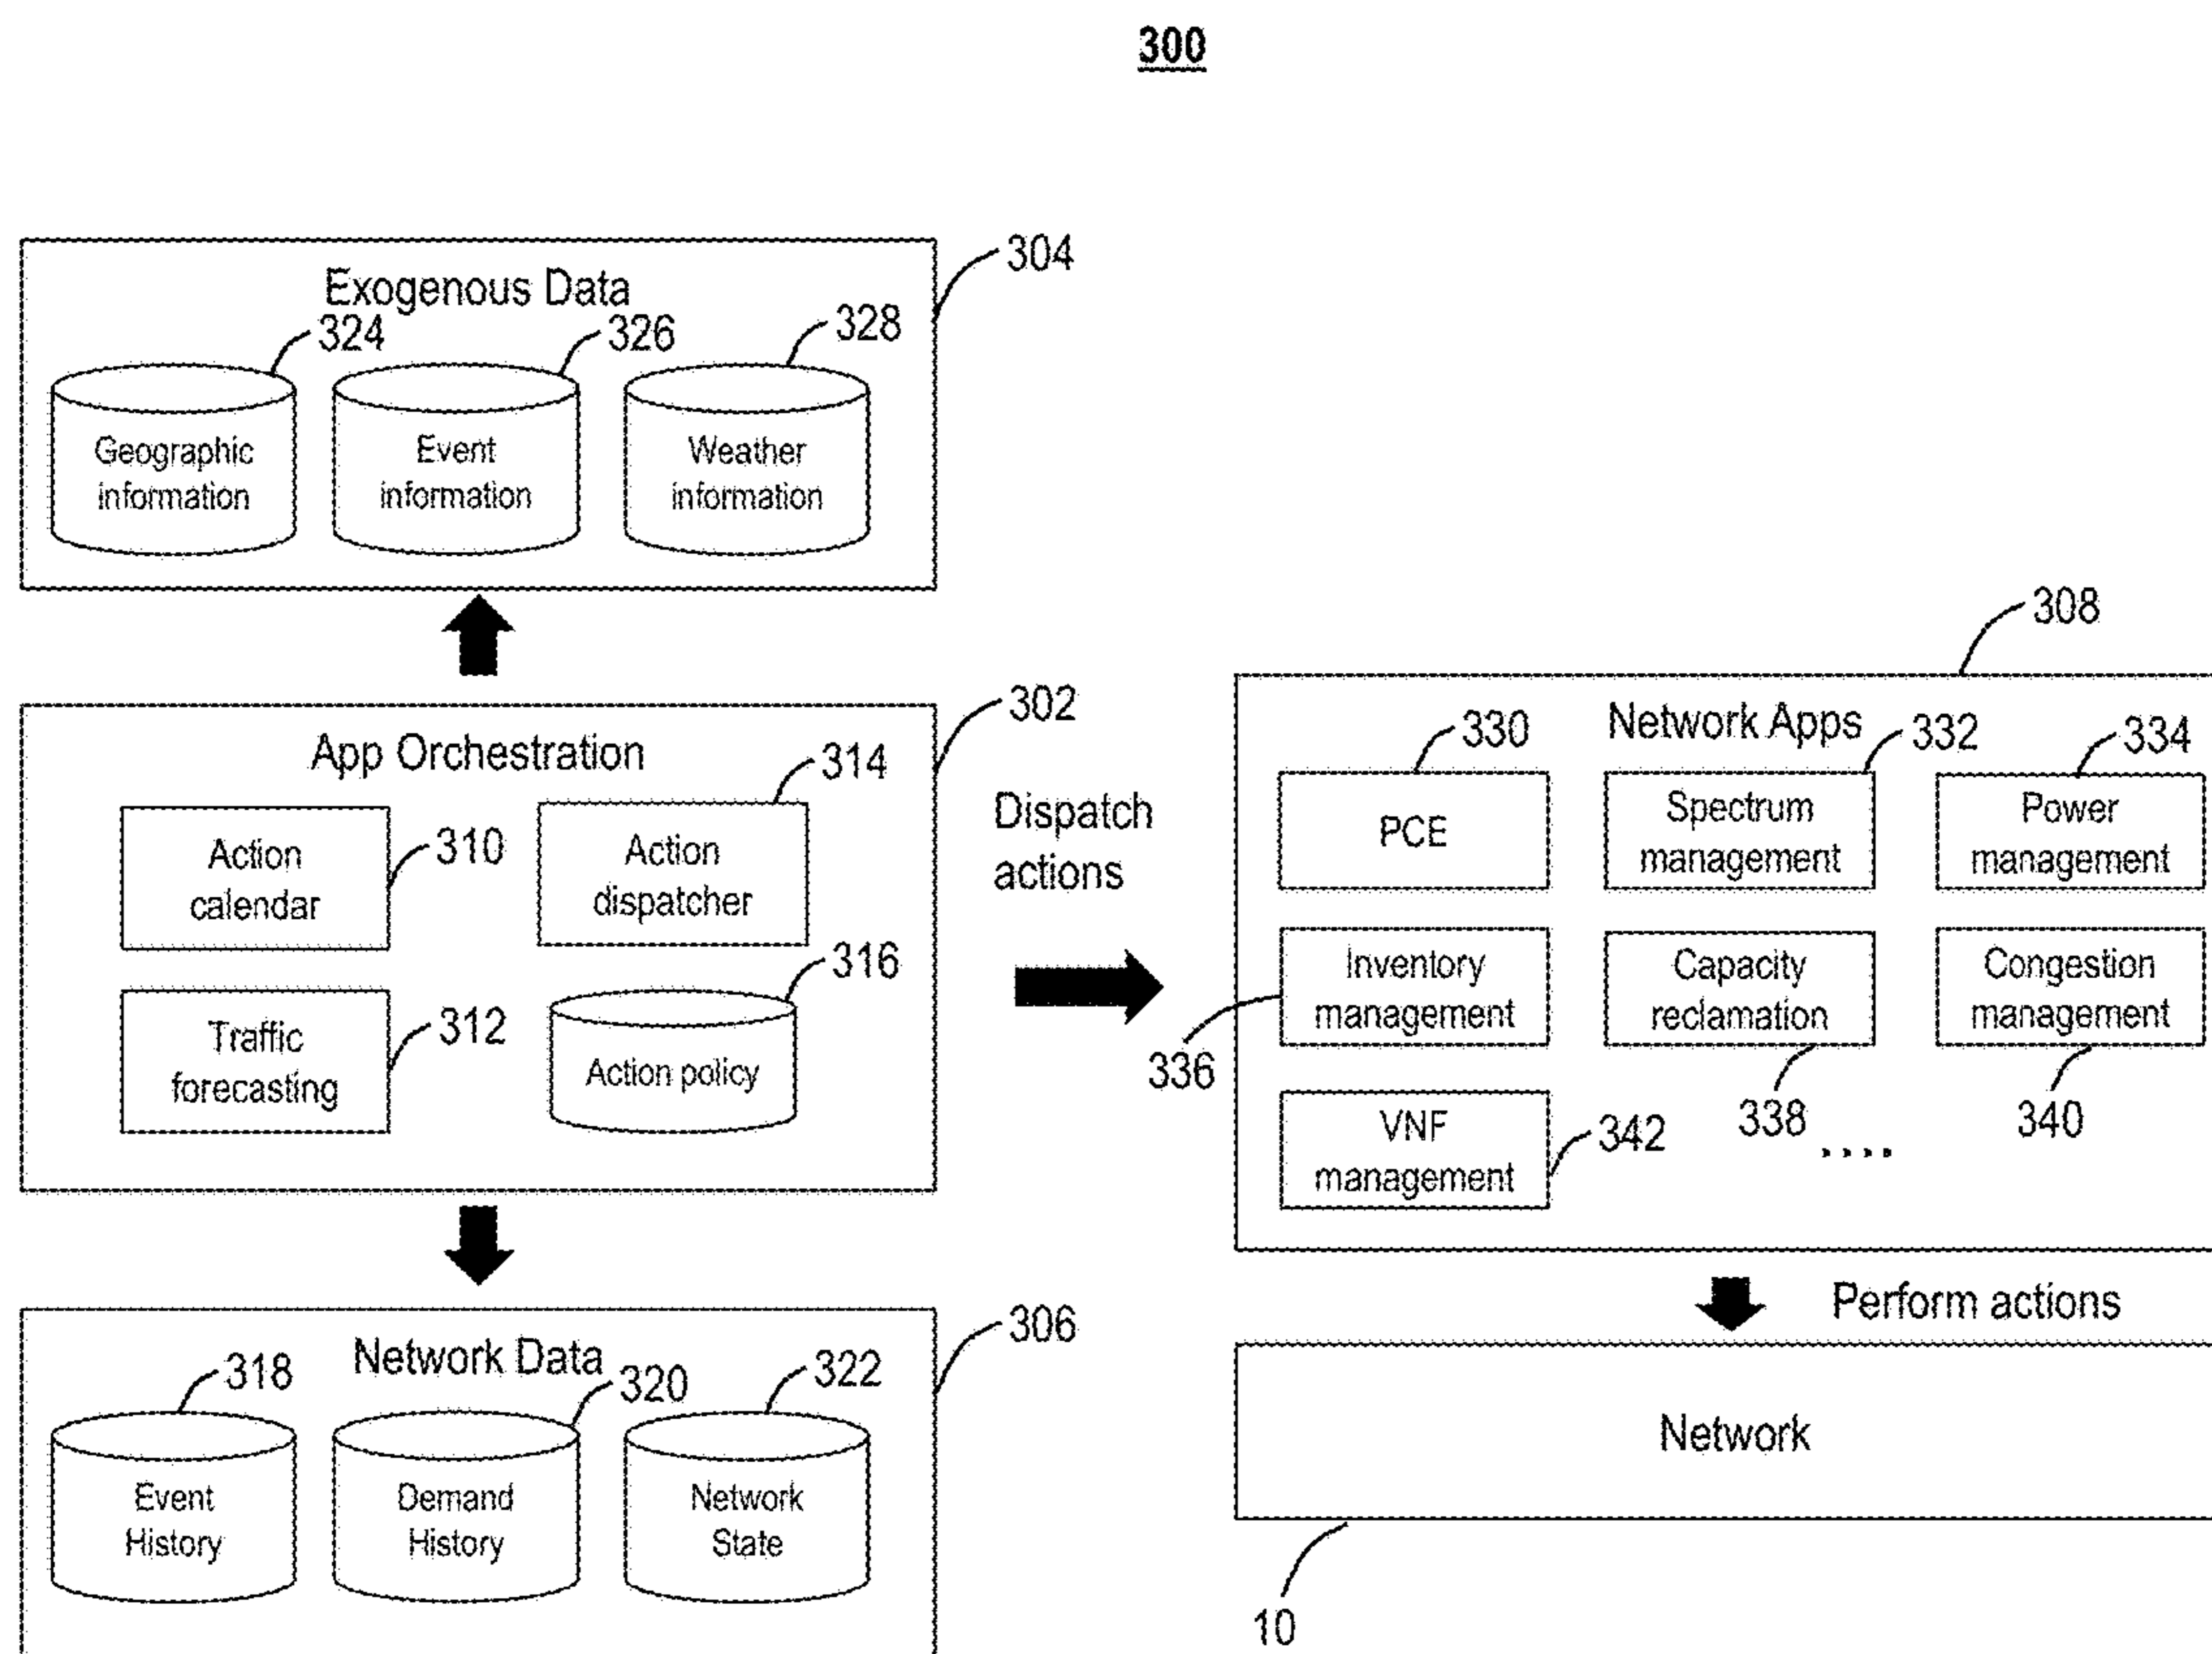 300
304
Exogenous Data
324
326
328
Geographic
information
Event
information
Weather
information
302
App Orchestration
314
Action
calendar
310
Action
dispatcher
316
Traffic
forecasting
312
Action policy
306
Network Data
318
320
322
Event
History
Demand
History
Network
State
Dispatch
actions
308
Network Apps
330
332
334
PCE
Spectrum
management
Power
management
Inventory
management
Capacity
reclamation
Congestion
management
336
338
340
VNF
management
342
....
Perform actions
Network
10